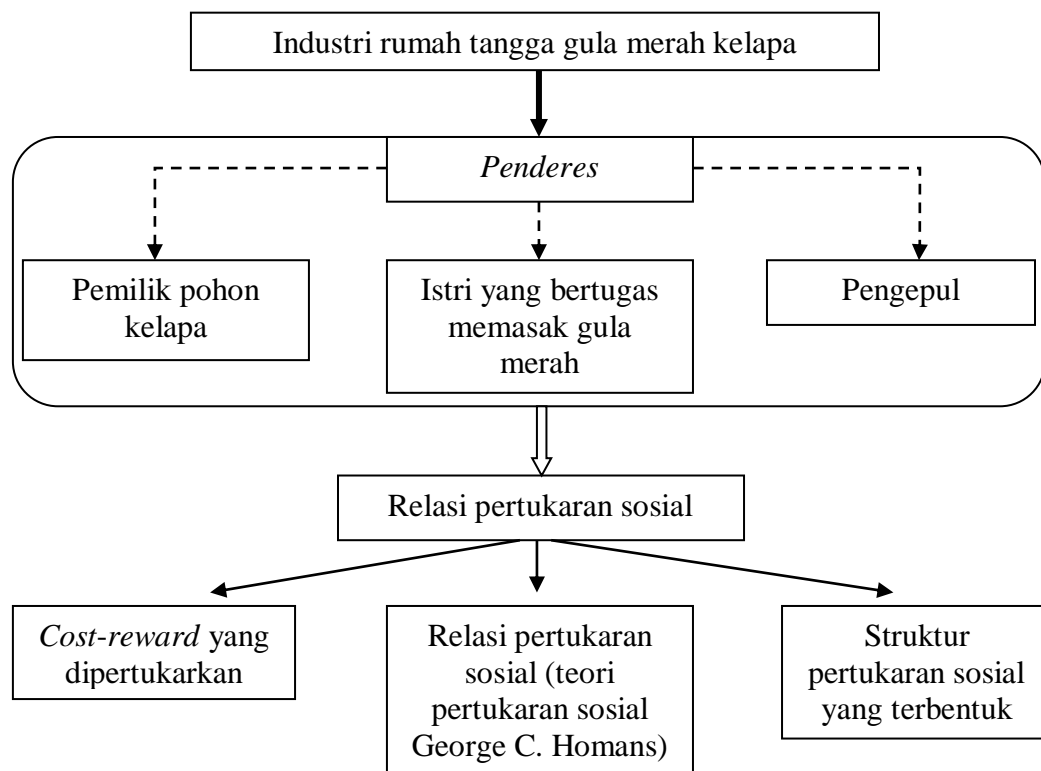 Industri rumah tangga gula merah kelapa
Penderes
Pemilik pohon
kelapa
Istri yang bertugas
memasak gula
merah
Pengepul
Relasi pertukaran sosial
Cost-reward yang
dipertukarkan
Relasi pertukaran
sosial (teori
pertukaran sosial
George C. Homans)
Struktur
pertukaran sosial
yang terbentuk